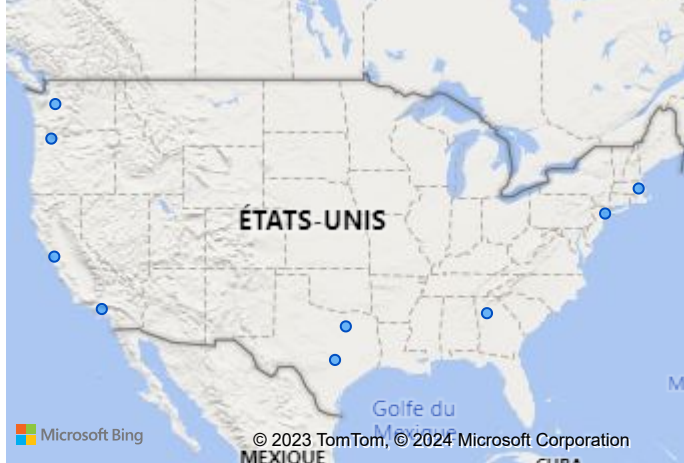 ÉTATS-UNIS
Golfe du
Mexique
M
Microsoft Bing
© 2023 TomTom, © 2024 Microsoft Corporation
MEXIQUE
CUBA